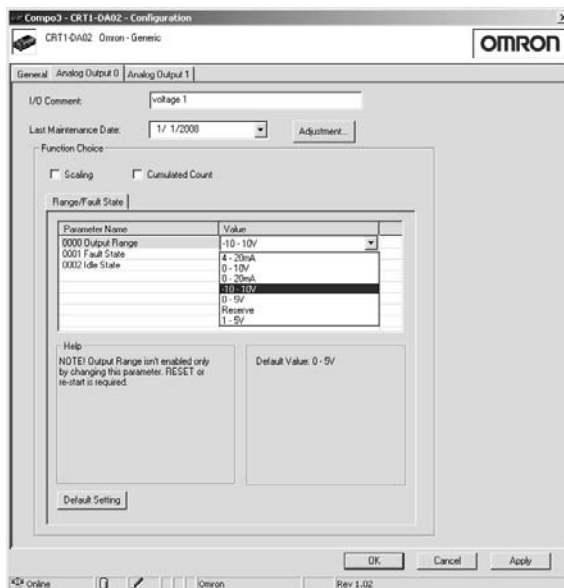 Compo3 - CRT1-DA02 - Configuration
CRT1-DA02 Omron - Generic
OMRON
General Analog Output 0 Analog Output 1
I/O Comment: voltage 1
Last Maintenance Date: 1/ 1/2008 Adjustment...
Function Choice
Scaling Cumulated Count
Range/Fault State
Parameter Name Value
0000 Output Range -10 - 10V
0001 Fault State 4 - 20mA
0002 Idle State 0 - 10V
0 - 20mA
-10 - 10V
0 - 5V
Reserve
1 - 5V
Help
NOTE! Output Range isn't enabled only Default Value: 0 - 5V
by changing this parameter. RESET or
re-start is required.
Default Setting
OK Cancel Apply
Online Omron Rev 1.02